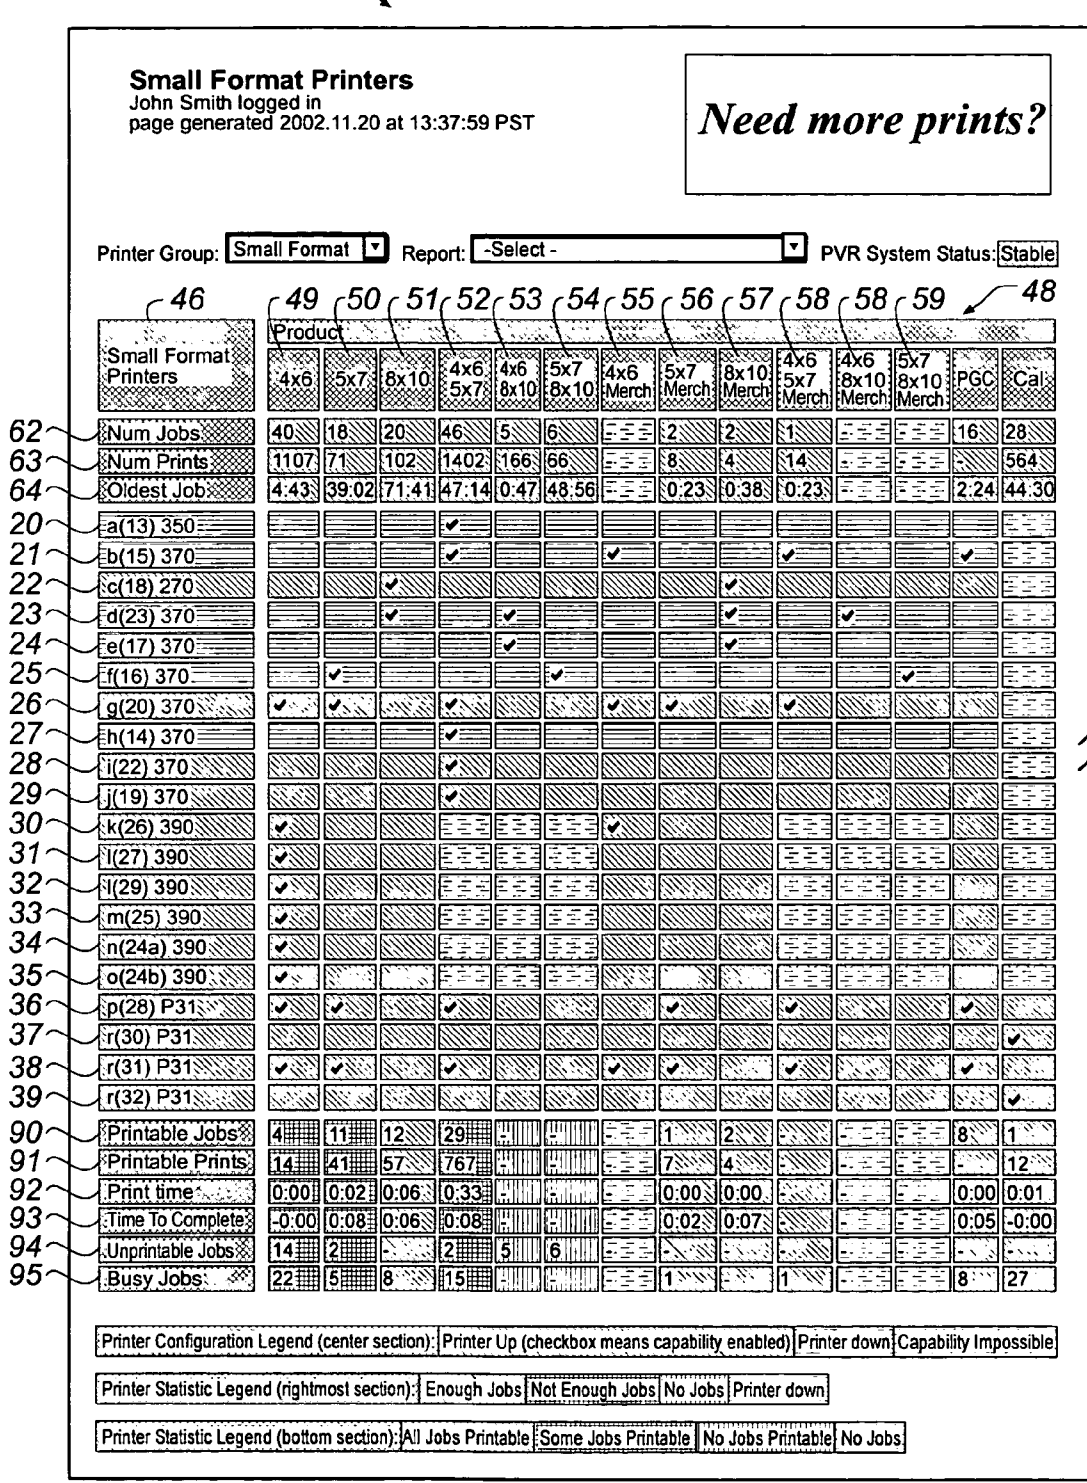 Small Format Printers
John Smith logged in
page generated 2002.11.20 at 13:37:59 PST
Need more prints?
Printer Group: Small Format Report: -Select - PVR System Status: Stable
46 49 50 51 52 53 54 55 56 57 58 58 59 48
Product
Small Format Printers 4x6 5x7 8x10 4x6 5x7 4x6 8x10 5x7 8x10 4x6 Merch 5x7 Merch 8x10 Merch 4x6 5x7 Merch 4x6 8x10 Merch 5x7 8x10 Merch PGC Cal
62 Num Jobs 40 18 20 46 5 6 - 2 2 1 - - 16 28
63 Num Prints 1107 71 102 1402 166 66 - 8 4 14 - - - 564
64 Oldest Job 4:43 39:02 71:41 47:14 0:47 48:56 - 0:23 0:38 0:23 - - 2:24 44:30
20 a(13) 350 ✓
21 b(15) 370 ✓ ✓ ✓ ✓
22 c(18) 270 ✓ ✓
23 d(23) 370 ✓ ✓ ✓ ✓
24 e(17) 370 ✓ ✓
25 f(16) 370 ✓ ✓ ✓
26 g(20) 370 ✓ ✓ ✓ ✓ ✓ ✓
27 h(14) 370 ✓
28 i(22) 370 ✓
29 j(19) 370 ✓
30 k(26) 390 ✓ ✓
31 l(27) 390 ✓
32 l(29) 390 ✓
33 m(25) 390 ✓
34 n(24a) 390 ✓
35 o(24b) 390 ✓
36 p(28) P31 ✓ ✓ ✓ ✓ ✓ ✓
37 r(30) P31 ✓
38 r(31) P31 ✓ ✓ ✓ ✓ ✓ ✓ ✓
39 r(32) P31 ✓
90 Printable Jobs 4 11 12 29 - - - 1 2 - - - 8 1
91 Printable Prints 14 41 57 767 - - - 7 4 - - - - 12
92 Print time 0:00 0:02 0:06 0:33 - - - 0:00 0:00 - - - 0:00 0:01
93 Time To Complete -0:00 0:08 0:06 0:08 - - - 0:02 0:07 - - - 0:05 -0:00
94 Unprintable Jobs 14 2 - 2 5 6 - - - - - - - -
95 Busy Jobs 22 5 8 15 - - - 1 - 1 - - 8 27
Printer Configuration Legend (center section): Printer Up (checkbox means capability enabled) Printer down Capability Impossible
Printer Statistic Legend (rightmost section): Enough Jobs Not Enough Jobs No Jobs Printer down
Printer Statistic Legend (bottom section): All Jobs Printable Some Jobs Printable No Jobs Printable No Jobs